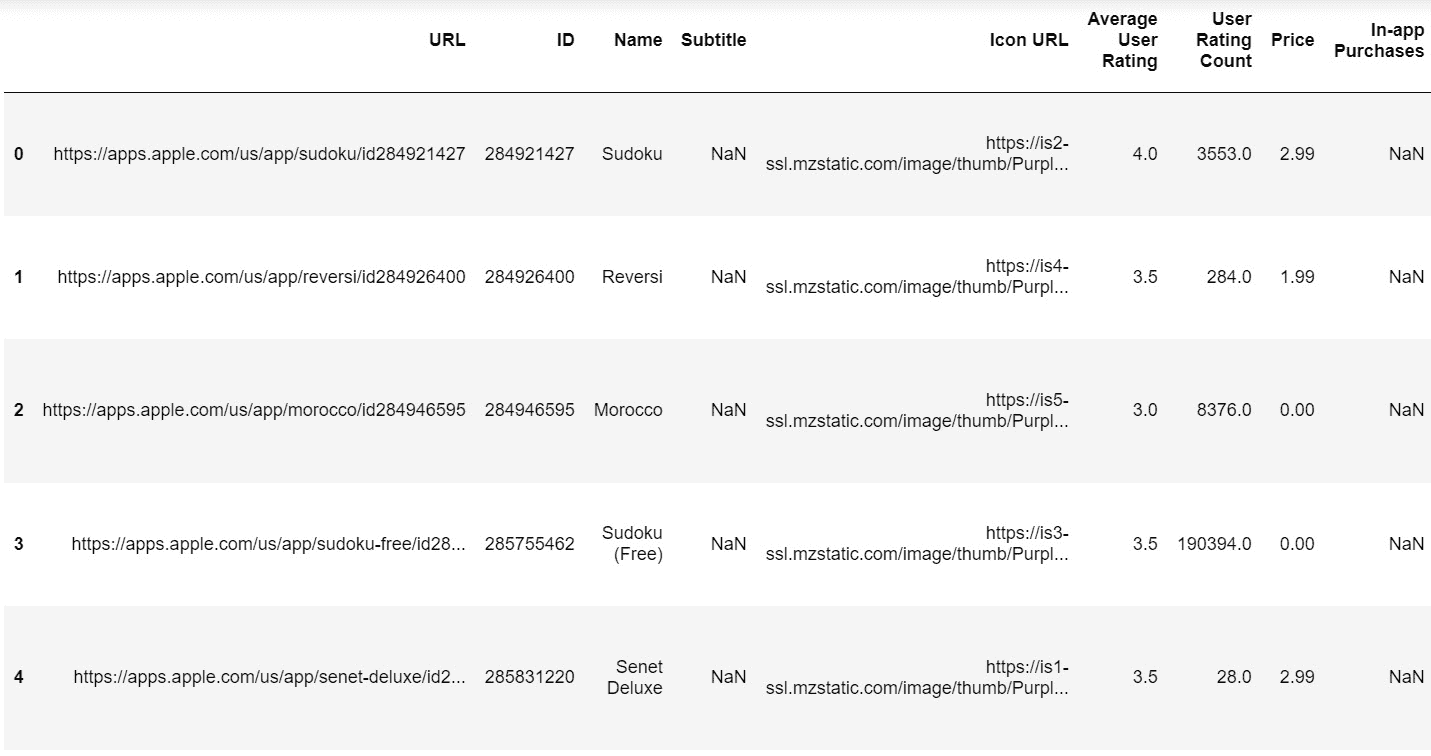 URL ID Name Subtitle Icon URL Average User Rating User Rating Count Price In-app Purchases
0 https://apps.apple.com/us/app/sudoku/id284921427 284921427 Sudoku NaN https://is2-ssl.mzstatic.com/image/thumb/Purpl... 4.0 3553.0 2.99 NaN
1 https://apps.apple.com/us/app/reversi/id284926400 284926400 Reversi NaN https://is4-ssl.mzstatic.com/image/thumb/Purpl... 3.5 284.0 1.99 NaN
2 https://apps.apple.com/us/app/morocco/id284946595 284946595 Morocco NaN https://is5-ssl.mzstatic.com/image/thumb/Purpl... 3.0 8376.0 0.00 NaN
3 https://apps.apple.com/us/app/sudoku-free/id28... 285755462 Sudoku (Free) NaN https://is3-ssl.mzstatic.com/image/thumb/Purpl... 3.5 190394.0 0.00 NaN
4 https://apps.apple.com/us/app/senet-deluxe/id2... 285831220 Senet Deluxe NaN https://is1-ssl.mzstatic.com/image/thumb/Purpl... 3.5 28.0 2.99 NaN